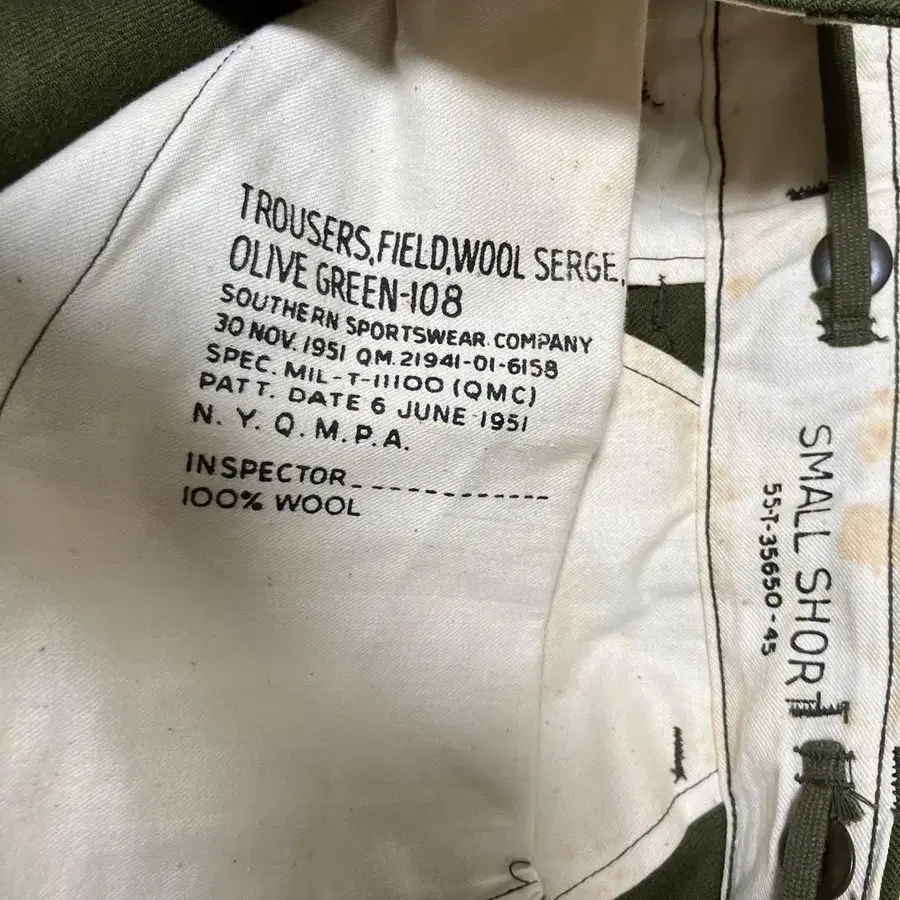 TROUSERS, FIELD, WOOL SERGE,
OLIVE GREEN-108
SOUTHERN SPORTSWEAR COMPANY
30 NOV. 1951 QM. 21941-01-6158
SPEC. MIL-T-11100 (QMC)
PATT. DATE 6 JUNE 1951
N. Y. Q. M. P. A.
INSPECTOR_____________
100% WOOL
SMALL SHORT
55-T-35650-45